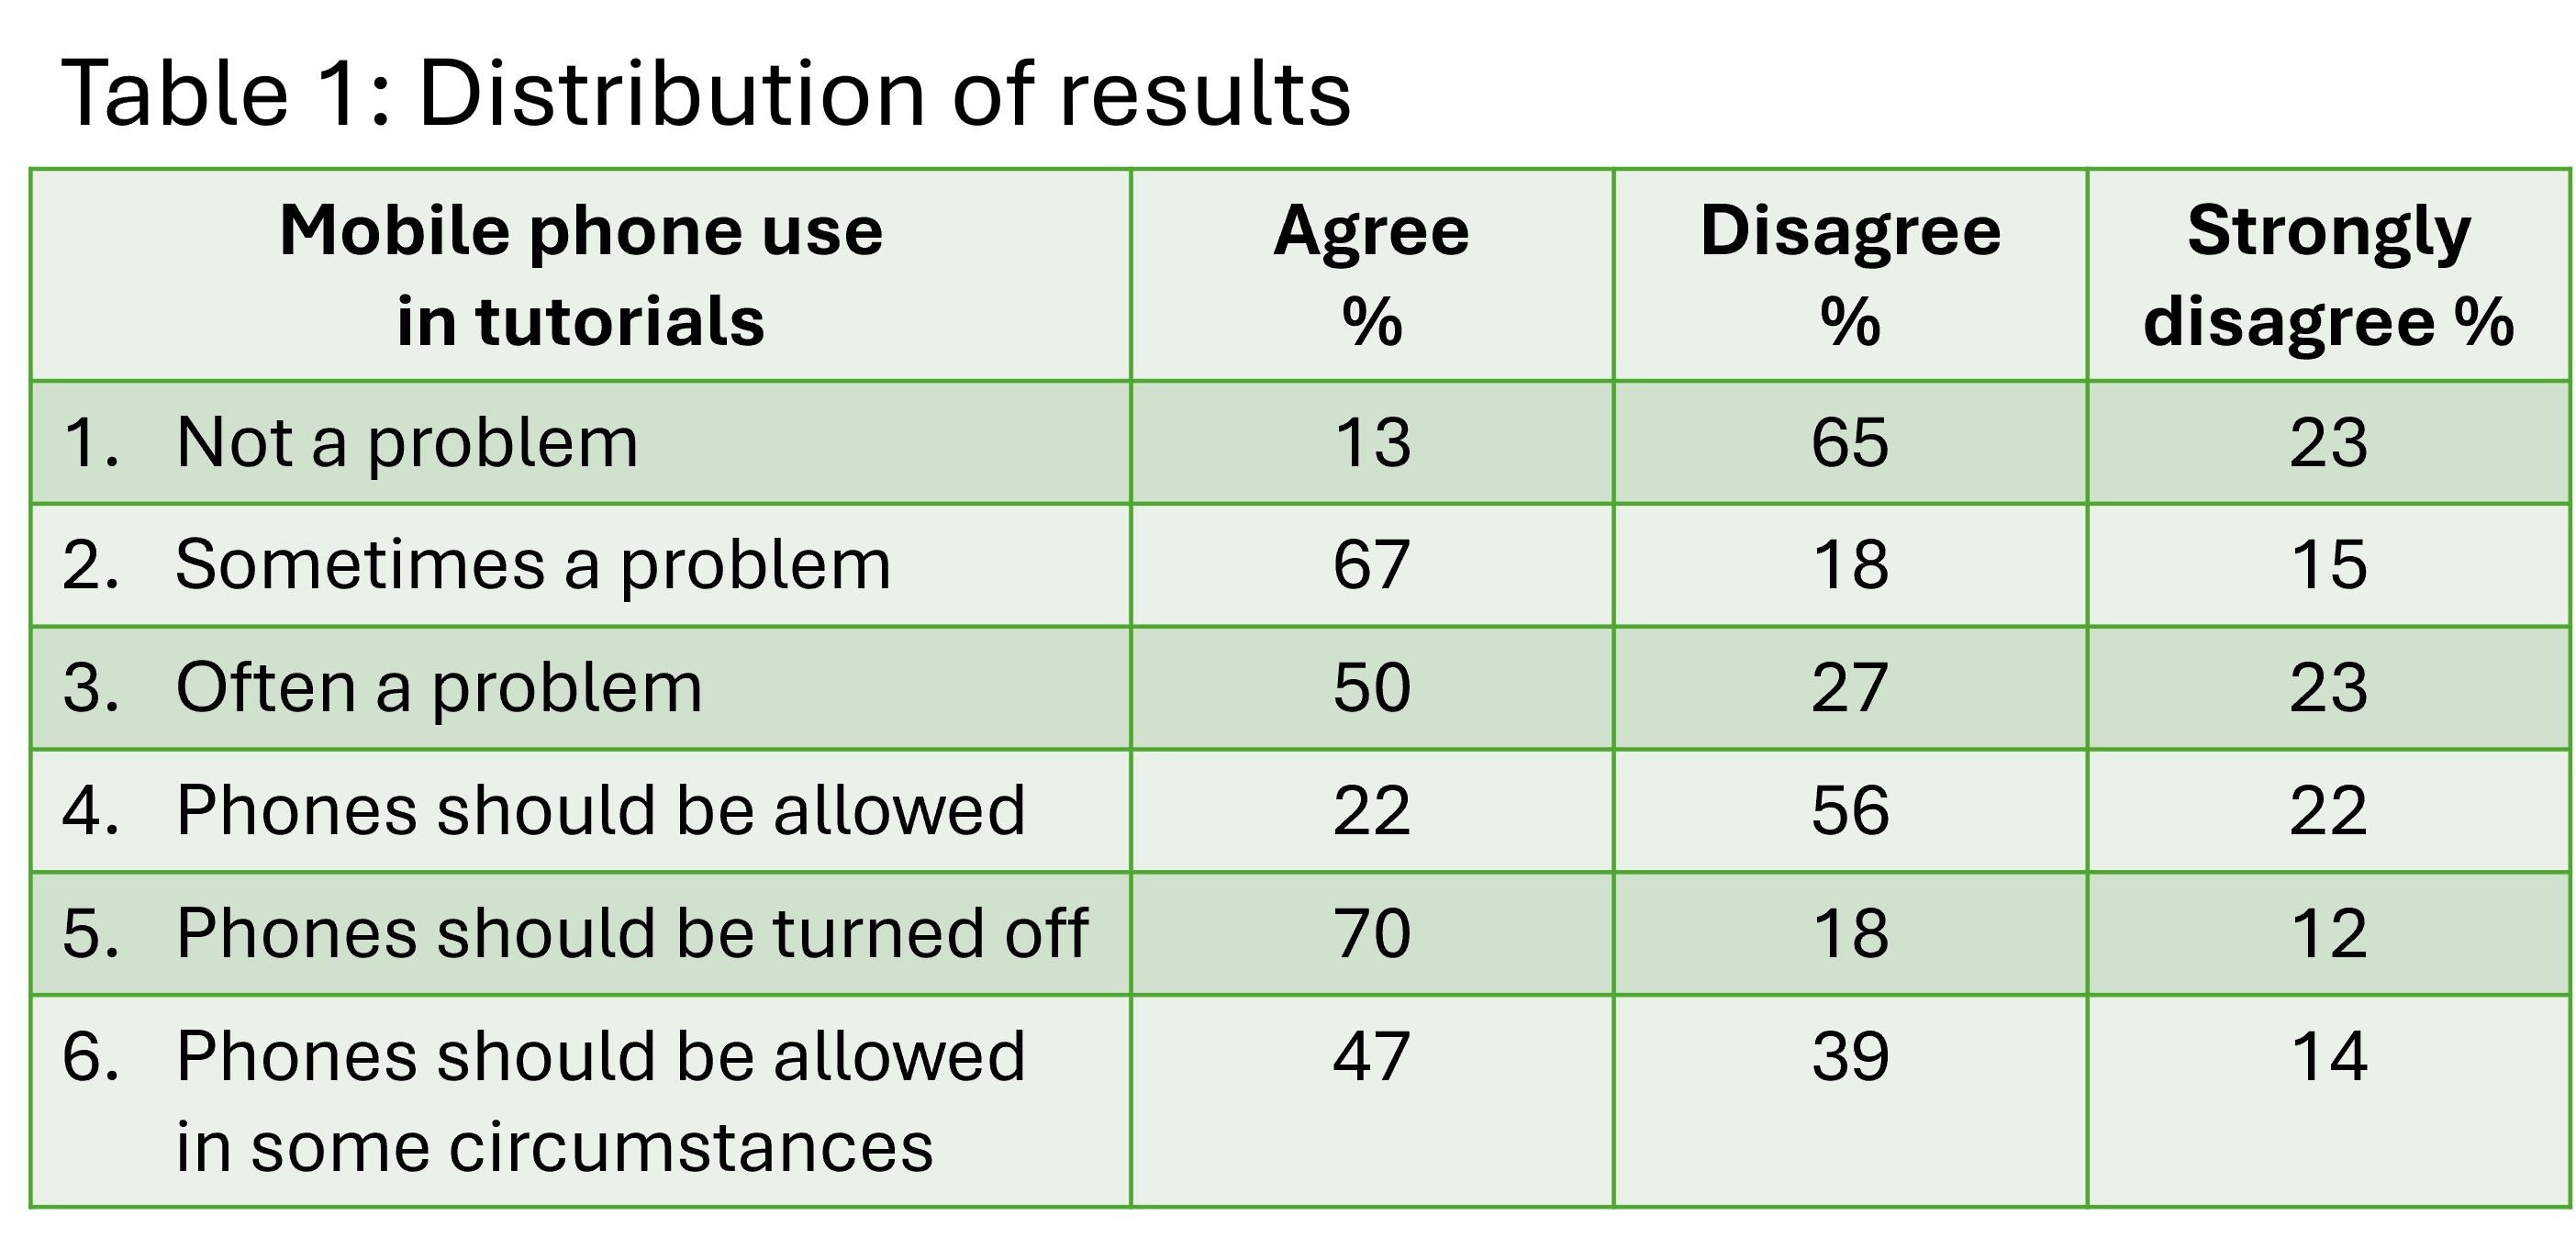 Table 1: Distribution of results
Mobile phone use
in tutorials
Agree
%
Disagree
%
Strongly
disagree %
1. Not a problem 13 65 23
2. Sometimes a problem 67 18 15
3. Often a problem 50 27 23
4. Phones should be allowed 22 56 22
5. Phones should be turned off 70 18 12
6. Phones should be allowed 47 39 14
in some circumstances